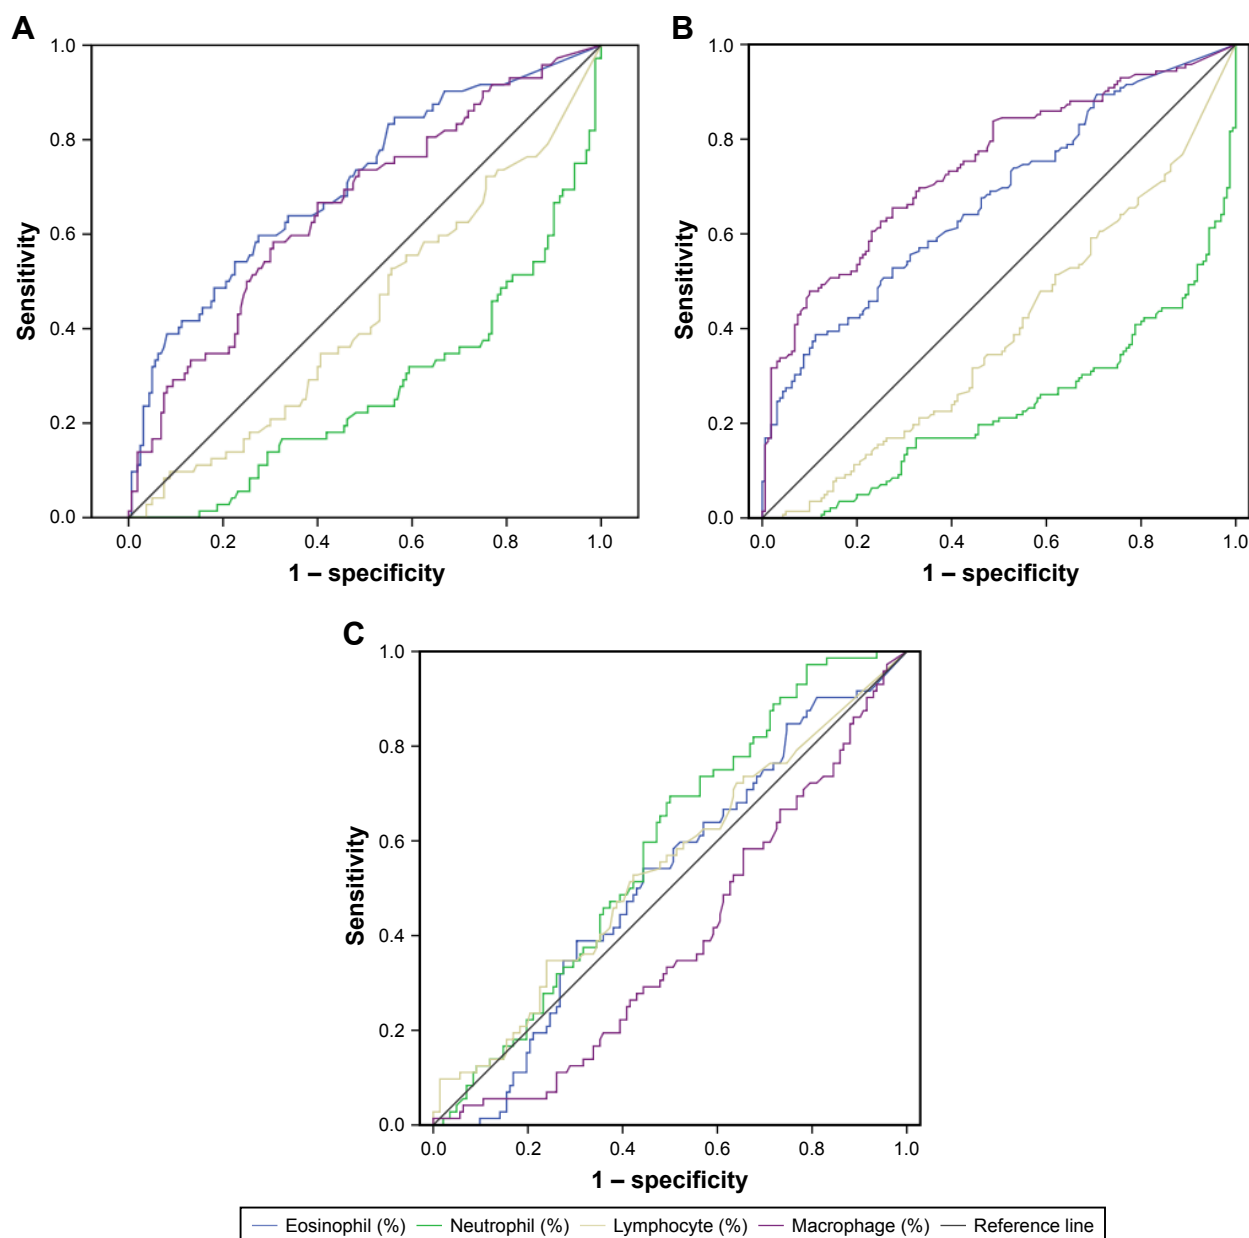 A
B
1.0
0.8
0.6
0.4
0.2
0.0
Sensitivity
0.0 0.2 0.4 0.6 0.8 1.0
1 – specificity
1.0
0.8
0.6
0.4
0.2
0.0
Sensitivity
0.0 0.2 0.4 0.6 0.8 1.0
1 – specificity
C
1.0
0.8
0.6
0.4
0.2
0.0
Sensitivity
0.0 0.2 0.4 0.6 0.8 1.0
1 – specificity
Eosinophil (%) Neutrophil (%) Lymphocyte (%) Macrophage (%) Reference line